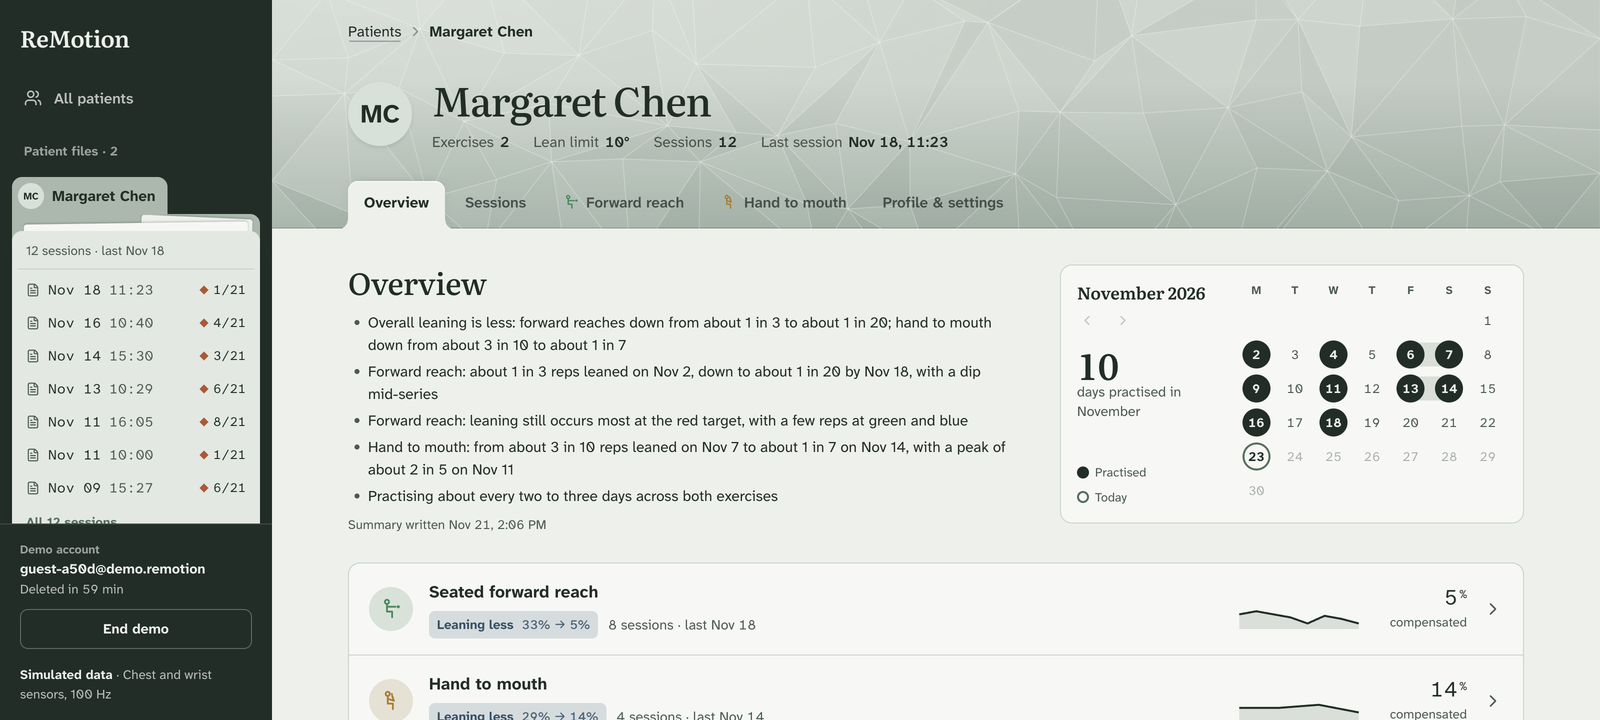 ReMotion
All patients
Patient files · 2
MC Margaret Chen
12 sessions · last Nov 18
Nov 18 11:23 1/21
Nov 16 10:40 4/21
Nov 14 15:30 3/21
Nov 13 10:29 6/21
Nov 11 16:05 8/21
Nov 11 10:00 1/21
Nov 09 15:27 6/21
All 12 sessions
Demo account
guest-a50d@demo.remotion
Deleted in 59 min
End demo
Simulated data · Chest and wrist
sensors, 100 Hz
Patients > Margaret Chen
MC
Margaret Chen
Exercises 2 Lean limit 10° Sessions 12 Last session Nov 18, 11:23
Overview Sessions Forward reach Hand to mouth Profile & settings
Overview
• Overall leaning is less: forward reaches down from about 1 in 3 to about 1 in 20; hand to mouth
down from about 3 in 10 to about 1 in 7
• Forward reach: about 1 in 3 reps leaned on Nov 2, down to about 1 in 20 by Nov 18, with a dip
mid-series
• Forward reach: leaning still occurs most at the red target, with a few reps at green and blue
• Hand to mouth: from about 3 in 10 reps leaned on Nov 7 to about 1 in 7 on Nov 14, with a peak of
about 2 in 5 on Nov 11
• Practising about every two to three days across both exercises
Summary written Nov 21, 2:06 PM
November 2026
10
days practised in
November
Practised
Today
M T W T F S S
1
2 3 4 5 6 7 8
9 10 11 12 13 14 15
16 17 18 19 20 21 22
23 24 25 26 27 28 29
30
Seated forward reach
Leaning less 33% → 5% 8 sessions · last Nov 18
5%
compensated
Hand to mouth
Leaning less 29% → 14% 4 sessions · last Nov 14
14%
compensated